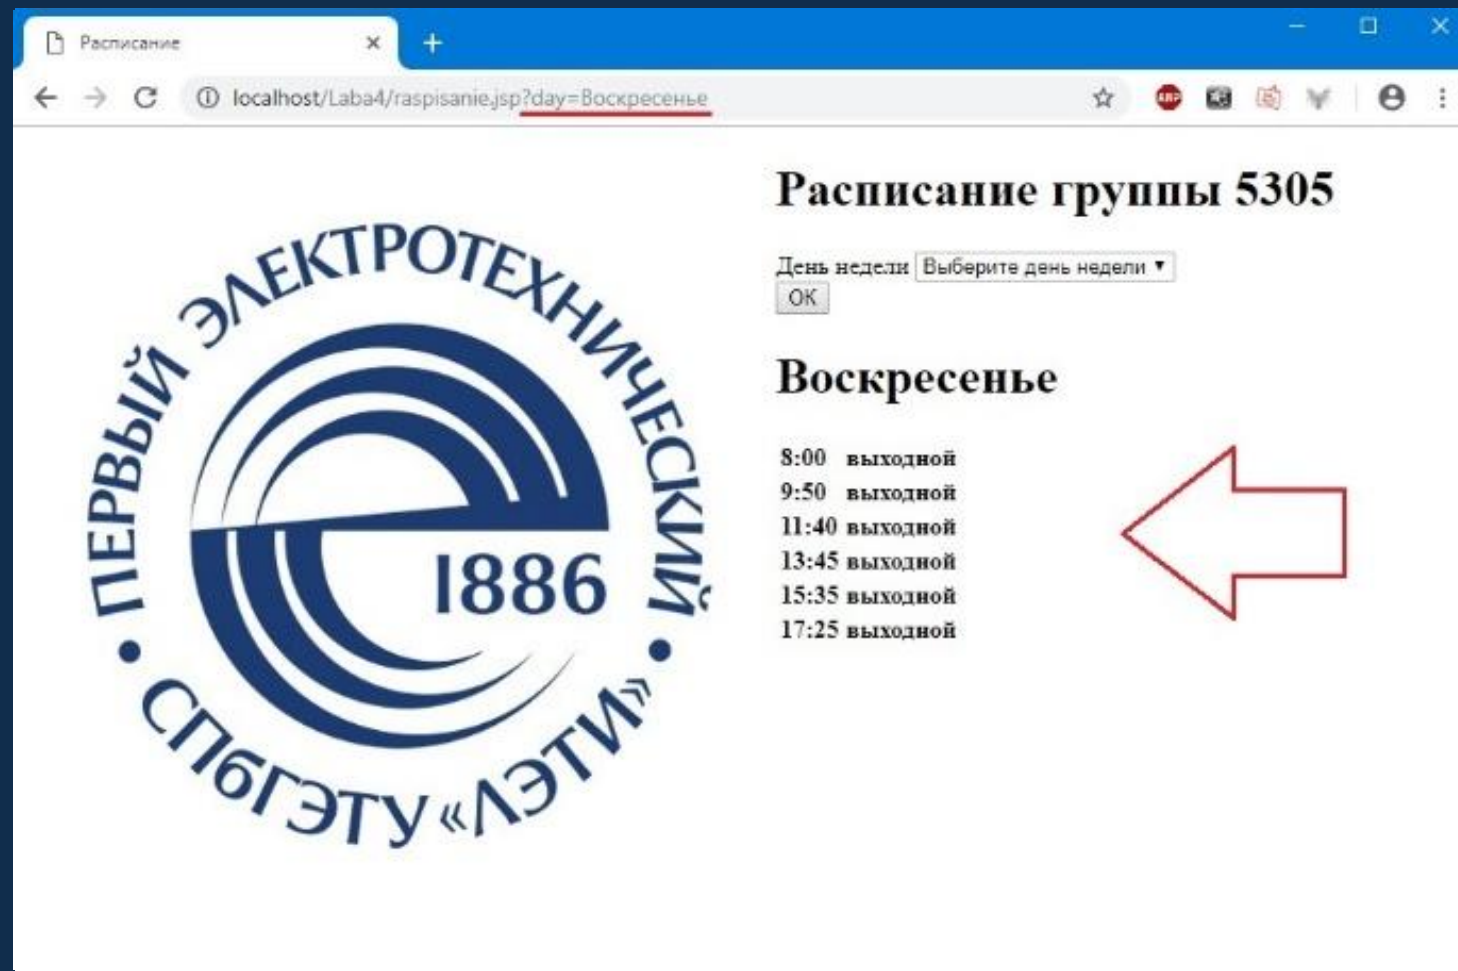 Расписание
localhost/Laba4/raspisanie.jsp?day=Воскресенье
ABP
ПЕРВЫЙ ЭЛЕКТРОТЕХНИЧЕСКИЙ
1886
• СПбГЭТУ «ЛЭТИ» •
Расписание группы 5305
День недели Выберите день недели
ОК
Воскресенье
8:00 выходной
9:50 выходной
11:40 выходной
13:45 выходной
15:35 выходной
17:25 выходной